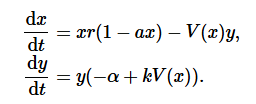 dx/dt = xr(1 − ax) − V(x)y,
dy/dt = y(−α + kV(x)).